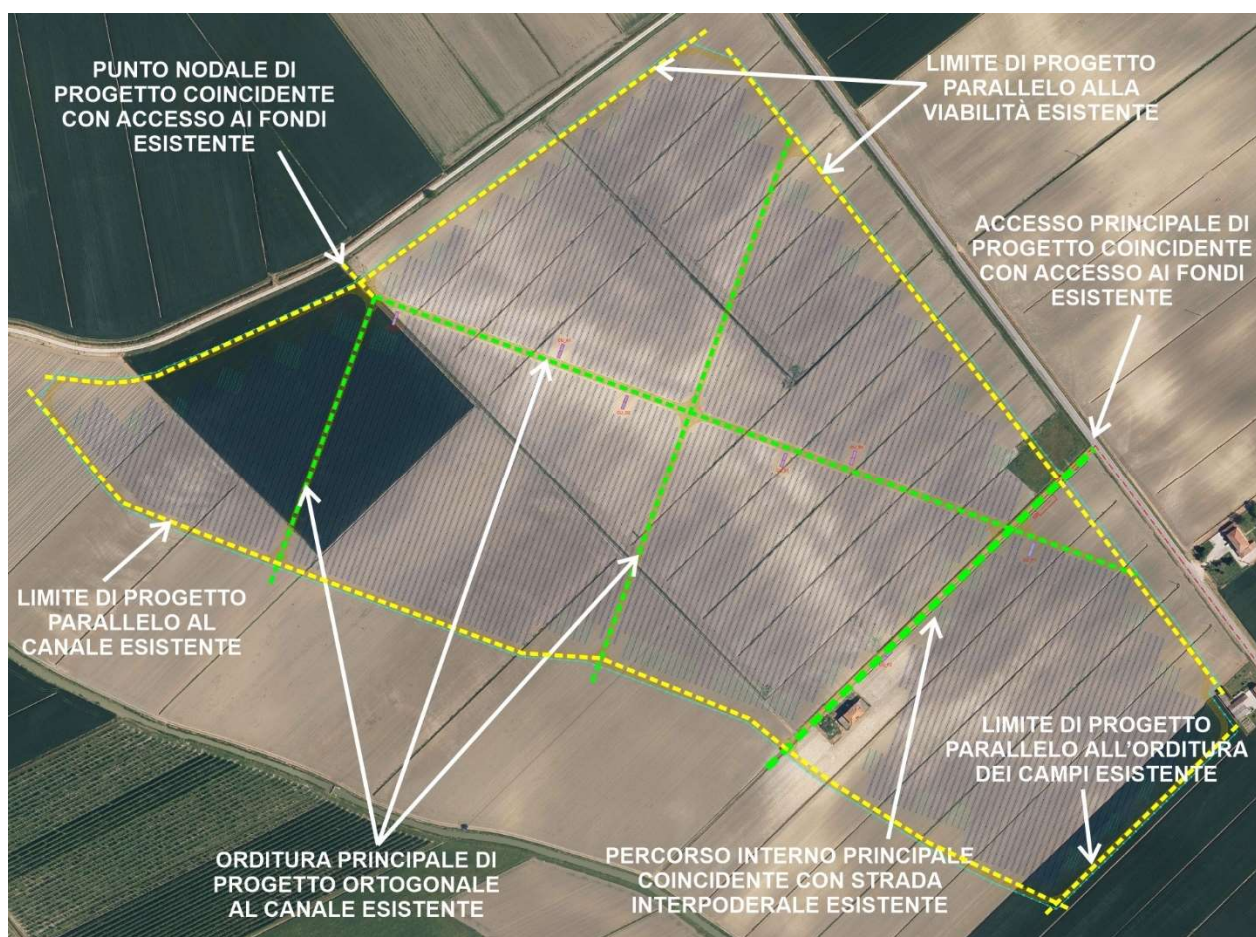 PUNTO NODALE DI
PROGETTO COINCIDENTE
CON ACCESSO AI FONDI
ESISTENTE
LIMITE DI PROGETTO
PARALLELO ALLA
VIABILITÀ ESISTENTE
ACCESSO PRINCIPALE DI
PROGETTO COINCIDENTE
CON ACCESSO AI FONDI
ESISTENTE
LIMITE DI PROGETTO
PARALLELO AL
CANALE ESISTENTE
LIMITE DI PROGETTO
PARALLELO ALL'ORDITURA
DEI CAMPI ESISTENTE
ORDITURA PRINCIPALE DI
PROGETTO ORTOGONALE
AL CANALE ESISTENTE
PERCORSO INTERNO PRINCIPALE
COINCIDENTE CON STRADA
INTERPODERALE ESISTENTE